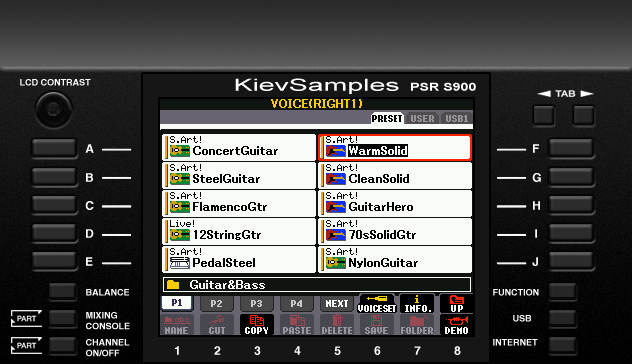 KievSamples PSR S900
LCD CONTRAST
VOICE(RIGHT1)
TAB
PRESET USER USB1
A
S.Art!
ConcertGuitar
S.Art!
WarmSolid
F
B
S.Art!
SteelGuitar
S.Art!
CleanSolid
G
C
S.Art!
FlamencoGtr
S.Art!
GuitarHero
H
D
Live!
12StringGtr
S.Art!
70sSolidGtr
I
E
S.Art!
PedalSteel
S.Art!
NylonGuitar
J
Guitar&Bass
BALANCE
FUNCTION
P1 P2 P3 P4 NEXT VOICESET INFO. UP
PART
MIXING
CONSOLE
USB
NAME CUT COPY PASTE DELETE SAVE FOLDER DEMO
PART
CHANNEL
ON/OFF
INTERNET
1 2 3 4 5 6 7 8